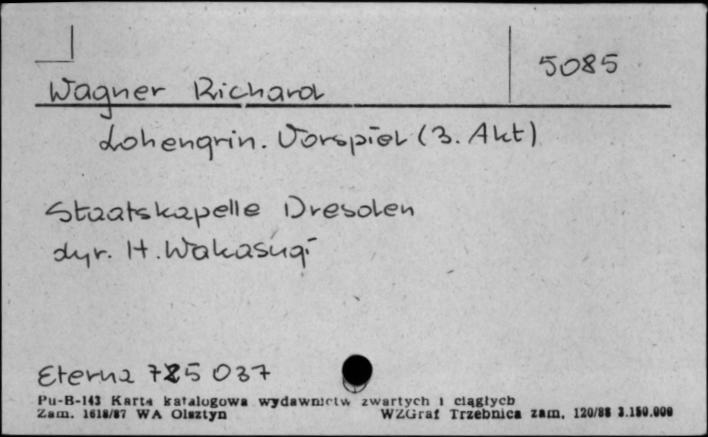 5085
Wagner Richard
Lohengrin. Vorspiel (3. Akt)
Staatskapelle Dresden
dyr. H. Wakasugi
Eterna 725 037
Pu-B-143 Karta katalogowa wydawnictw zwartych i ciągłych
Zam. 1618/87 WA Olsztyn WZGraf Trzebnica zam. 120/88 3.150.000